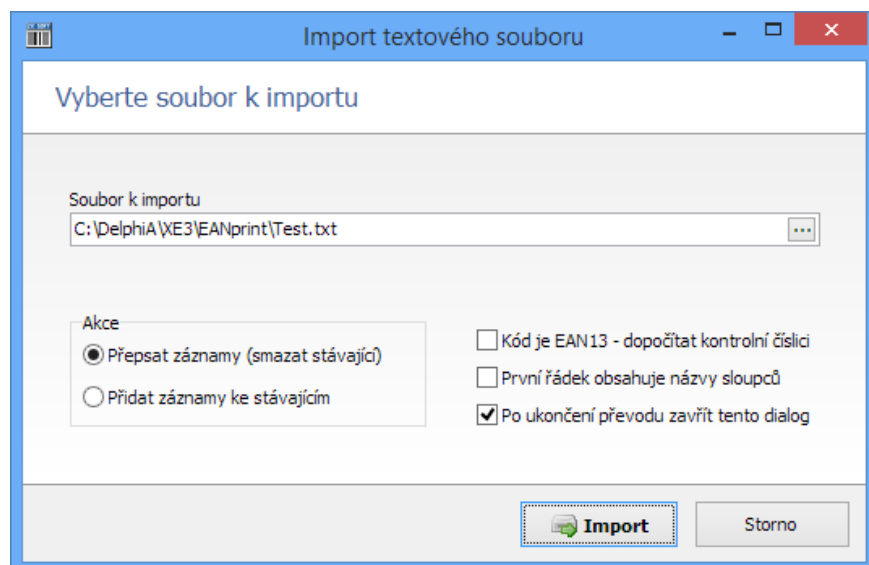 Import textového souboru
Vyberte soubor k importu
Soubor k importu
C:\DelphiA\XE3\EANprint\Test.txt
Akce
Přepsat záznamy (smazat stávající)
Přidat záznamy ke stávajícím
Kód je EAN13 - dopočítat kontrolní číslici
První řádek obsahuje názvy sloupců
Po ukončení převodu zavřít tento dialog
Import
Storno